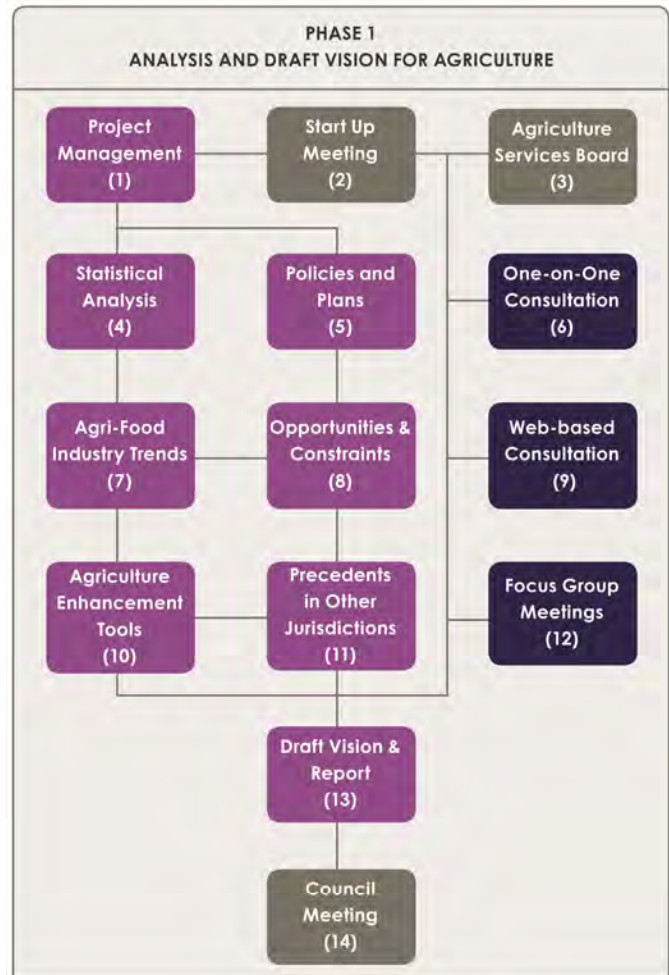 PHASE 1
ANALYSIS AND DRAFT VISION FOR AGRICULTURE
Project
Management
(1)
Start Up
Meeting
(2)
Agriculture
Services Board
(3)
Statistical
Analysis
(4)
Policies and
Plans
(5)
One-on-One
Consultation
(6)
Agri-Food
Industry Trends
(7)
Opportunities &
Constraints
(8)
Web-based
Consultation
(9)
Agriculture
Enhancement
Tools
(10)
Precedents
in Other
Jurisdictions
(11)
Focus Group
Meetings
(12)
Draft Vision &
Report
(13)
Council
Meeting
(14)